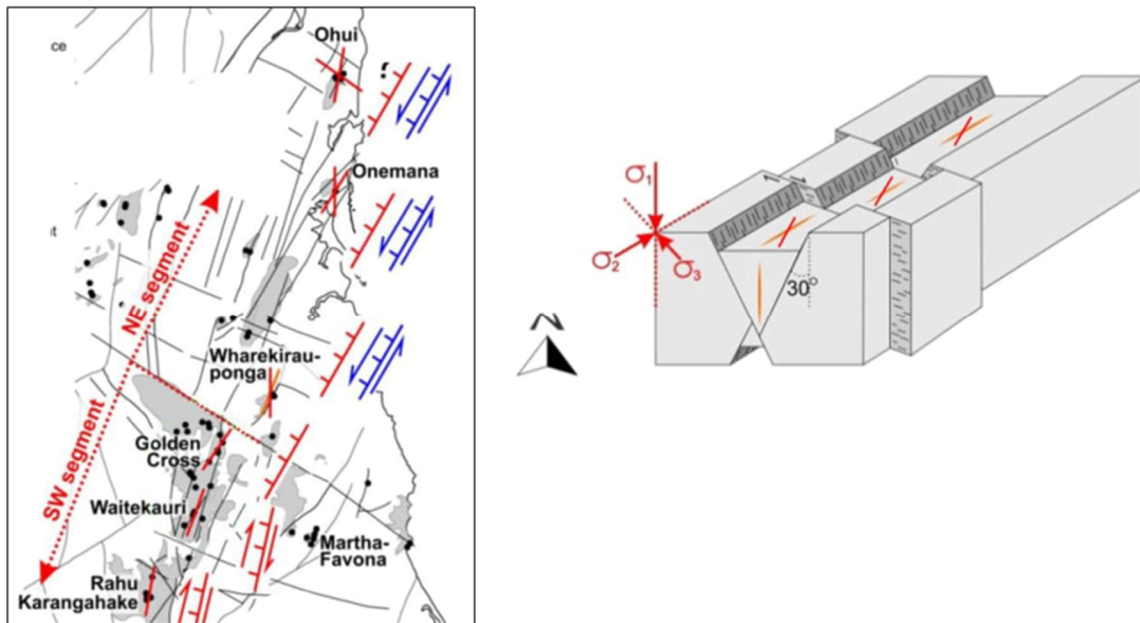 ce
Ohui
Onemana
t
NE segment
Wharekirau-
ponga
SW segment
Golden
Cross
Waitekauri
Martha-
Favona
Rahu
Karangahake
σ1
σ2
σ3
30°
N